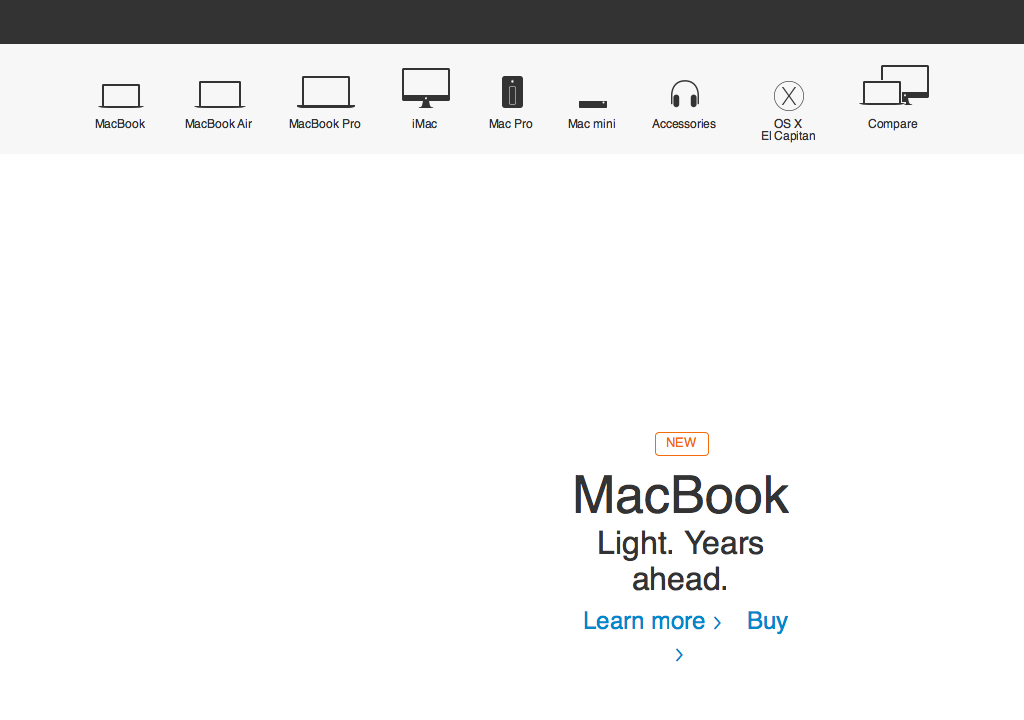 MacBook
MacBook Air
MacBook Pro
iMac
Mac Pro
Mac mini
Accessories
OS X
El Capitan
Compare
NEW
MacBook
Light. Years
ahead.
Learn more > Buy
>